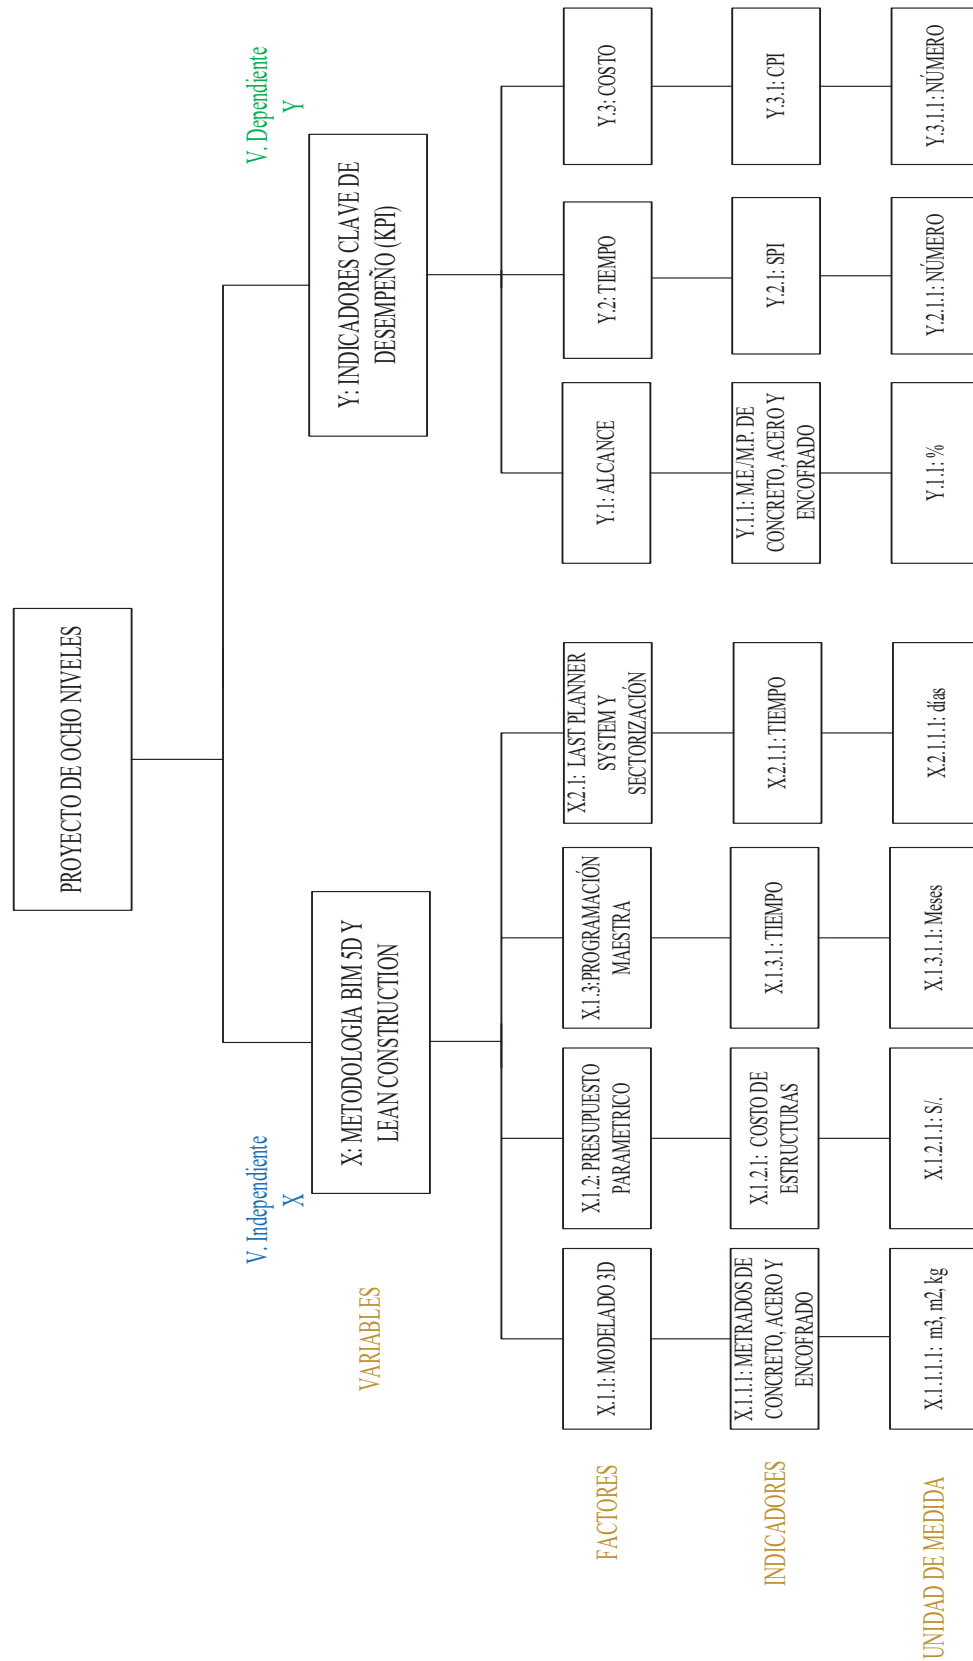 PROYECTO DE OCHO NIVELES
V. Independiente
X
V. Dependiente
Y
VARIABLES
X: METODOLOGIA BIM 5D Y
LEAN CONSTRUCTION
Y: INDICADORES CLAVE DE
DESEMPEÑO (KPI)
FACTORES
X.1.1: MODELADO 3D
X.1.2: PRESUPUESTO
PARAMETRICO
X.1.3:PROGRAMACIÓN
MAESTRA
X.2.1: LAST PLANNER
SYSTEM Y
SECTORIZACIÓN
Y.1: ALCANCE
Y.2: TIEMPO
Y.3: COSTO
INDICADORES
X.1.1.1: METRADOS DE
CONCRETO, ACERO Y
ENCOFRADO
X.1.2.1: COSTO DE
ESTRUCTURAS
X.1.3.1: TIEMPO
X.2.1.1: TIEMPO
Y.1.1: M.E./M.P. DE
CONCRETO, ACERO Y
ENCOFRADO
Y.2.1: SPI
Y.3.1: CPI
UNIDAD DE MEDIDA
X.1.1.1.1: m3, m2, kg
X.1.2.1.1: S/.
X.1.3.1.1: Meses
X.2.1.1.1: días
Y.1.1: %
Y.2.1.1: NÚMERO
Y.3.1.1: NÚMERO